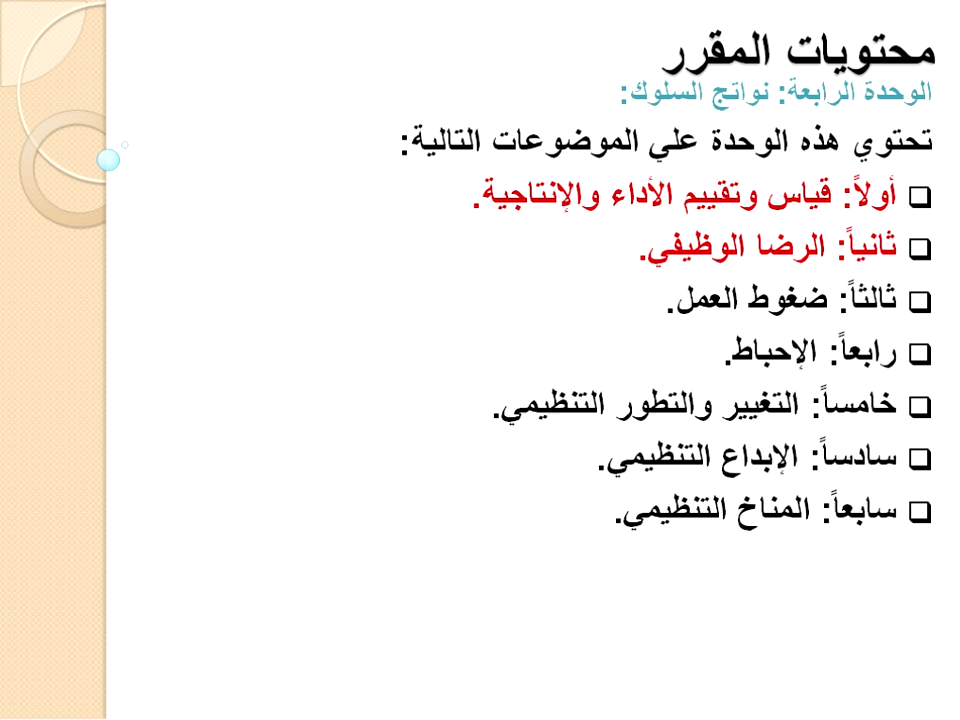 محتويات المقرر
الوحدة الرابعة: نواتج السلوك:
تحتوي هذه الوحدة علي الموضوعات التالية:
أولاً: قياس وتقييم الأداء والإنتاجية.
ثانياً: الرضا الوظيفي.
ثالثاً: ضغوط العمل.
رابعاً: الإحباط.
خامساً: التغيير والتطور التنظيمي.
سادساً: الإبداع التنظيمي.
سابعاً: المناخ التنظيمي.